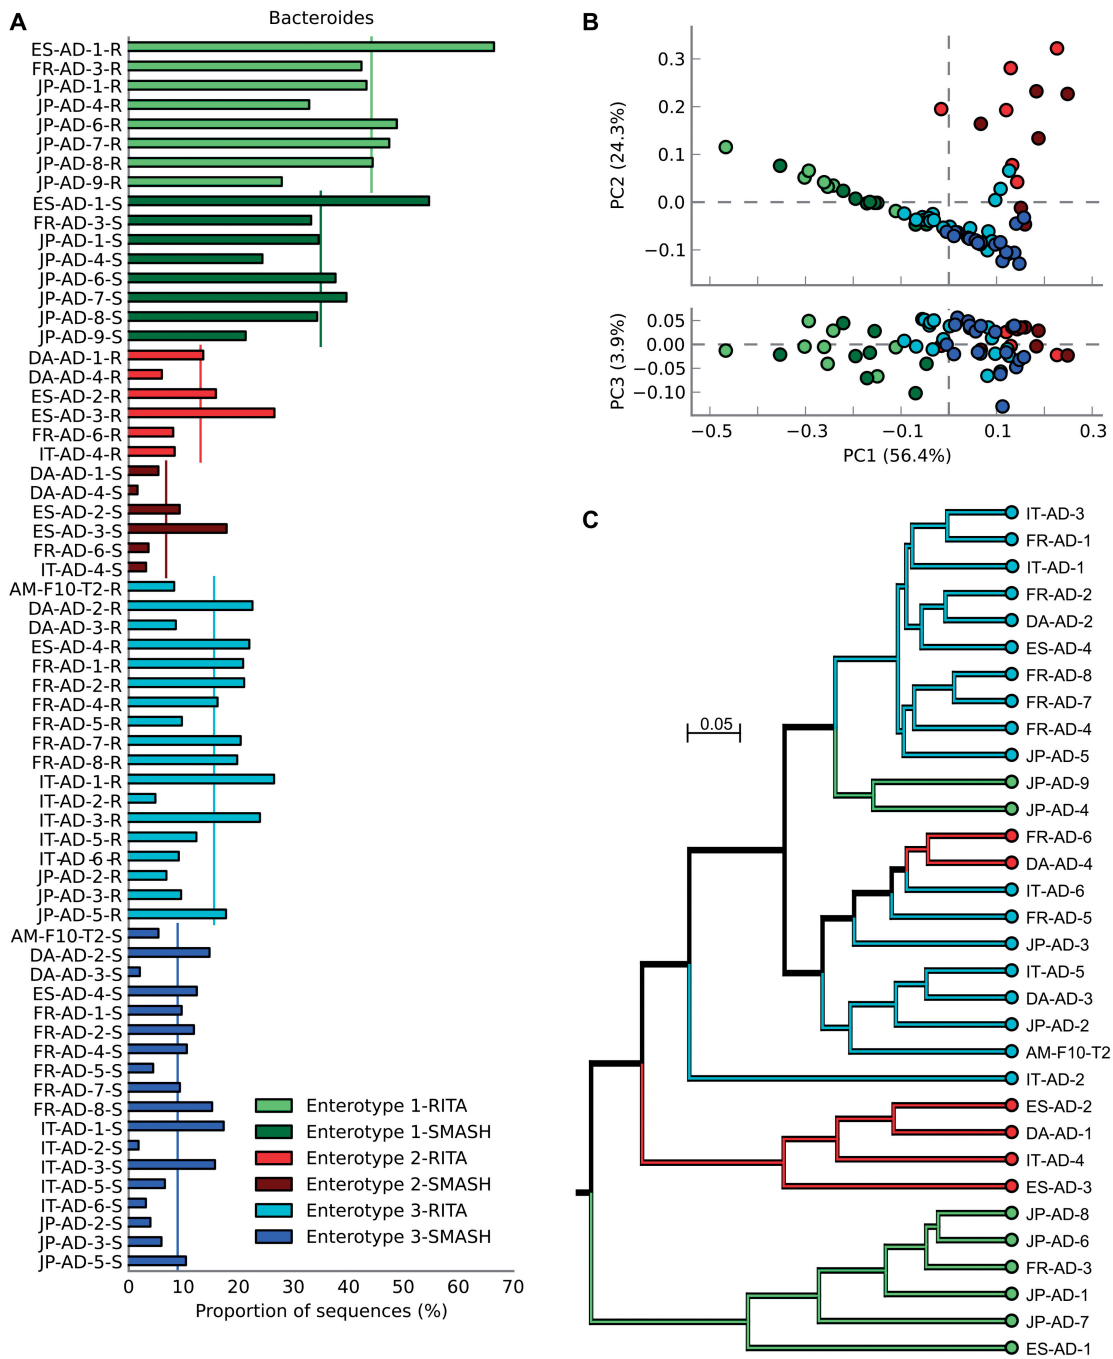 A
Bacteroides
ES-AD-1-R
FR-AD-3-R
JP-AD-1-R
JP-AD-4-R
JP-AD-6-R
JP-AD-7-R
JP-AD-8-R
JP-AD-9-R
ES-AD-1-S
FR-AD-3-S
JP-AD-1-S
JP-AD-4-S
JP-AD-6-S
JP-AD-7-S
JP-AD-8-S
JP-AD-9-S
DA-AD-1-R
DA-AD-4-R
ES-AD-2-R
ES-AD-3-R
FR-AD-6-R
IT-AD-4-R
DA-AD-1-S
DA-AD-4-S
ES-AD-2-S
ES-AD-3-S
FR-AD-6-S
IT-AD-4-S
AM-F10-T2-R
DA-AD-2-R
DA-AD-3-R
ES-AD-4-R
FR-AD-1-R
FR-AD-2-R
FR-AD-4-R
FR-AD-5-R
FR-AD-7-R
FR-AD-8-R
IT-AD-1-R
IT-AD-2-R
IT-AD-3-R
IT-AD-5-R
IT-AD-6-R
JP-AD-2-R
JP-AD-3-R
JP-AD-5-R
AM-F10-T2-S
DA-AD-2-S
DA-AD-3-S
ES-AD-4-S
FR-AD-1-S
FR-AD-2-S
FR-AD-4-S
FR-AD-5-S
FR-AD-7-S
FR-AD-8-S
IT-AD-1-S
IT-AD-2-S
IT-AD-3-S
IT-AD-5-S
IT-AD-6-S
JP-AD-2-S
JP-AD-3-S
JP-AD-5-S
Enterotype 1-RITA
Enterotype 1-SMASH
Enterotype 2-RITA
Enterotype 2-SMASH
Enterotype 3-RITA
Enterotype 3-SMASH
0 10 20 30 40 50 60 70
Proportion of sequences (%)
B
PC2 (24.3%)
0.3
0.2
0.1
0.0
−0.1
PC3 (3.9%)
0.05
0.00
−0.05
−0.10
−0.5 −0.3 −0.1 0.1 0.3
PC1 (56.4%)
C
0.05
IT-AD-3
FR-AD-1
IT-AD-1
FR-AD-2
DA-AD-2
ES-AD-4
FR-AD-8
FR-AD-7
FR-AD-4
JP-AD-5
JP-AD-9
JP-AD-4
FR-AD-6
DA-AD-4
IT-AD-6
FR-AD-5
JP-AD-3
IT-AD-5
DA-AD-3
JP-AD-2
AM-F10-T2
IT-AD-2
ES-AD-2
DA-AD-1
IT-AD-4
ES-AD-3
JP-AD-8
JP-AD-6
FR-AD-3
JP-AD-1
JP-AD-7
ES-AD-1